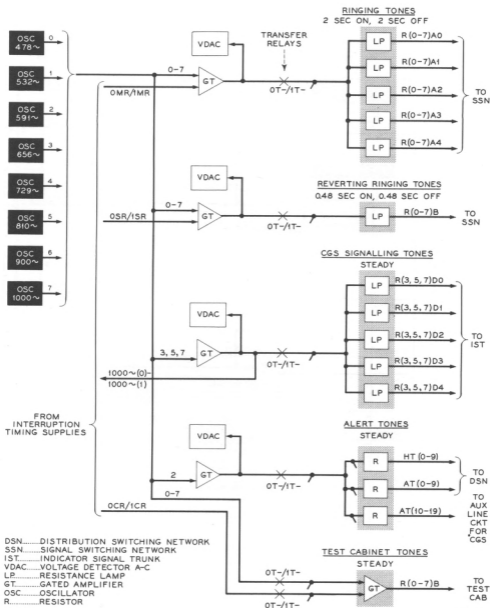 RINGING TONES
2 SEC ON, 2 SEC OFF
OSC
478~
0
OSC
532~
1
OSC
591~
2
OSC
656~
3
OSC
729~
4
OSC
810~
5
OSC
900~
6
OSC
1000~
7
VDAC
TRANSFER
RELAYS
0-7
GT
0MR/1MR
0T-/1T-
LP
R(0-7)A0
LP
R(0-7)A1
LP
R(0-7)A2
LP
R(0-7)A3
LP
R(0-7)A4
TO
SSN
REVERTING RINGING TONES
0.48 SEC ON, 0.48 SEC OFF
VDAC
0-7
GT
0SR/1SR
0T-/1T-
LP
R(0-7)B
TO
SSN
CGS SIGNALLING TONES
STEADY
VDAC
3, 5, 7
GT
1000~(0)-
1000~(1)
0T-/1T-
LP
R(3,5,7)D0
LP
R(3,5,7)D1
LP
R(3,5,7)D2
LP
R(3,5,7)D3
LP
R(3,5,7)D4
TO
IST
FROM
INTERRUPTION
TIMING SUPPLIES
ALERT TONES
STEADY
VDAC
2
GT
0T-/1T-
R
HT(0-9)
R
AT(0-9)
R
AT(10-19)
TO
DSN
TO
AUX
LINE
CKT
FOR
CGS
0-7
0CR/1CR
TEST CABINET TONES
STEADY
0T-/1T-
0T-/1T-
GT
R(0-7)B
TO
TEST
CAB
DSN........DISTRIBUTION SWITCHING NETWORK
SSN........SIGNAL SWITCHING NETWORK
IST........INDICATOR SIGNAL TRUNK
VDAC......VOLTAGE DETECTOR A-C
LP..........RESISTANCE LAMP
GT.........GATED AMPLIFIER
OSC.......OSCILLATOR
R............RESISTOR